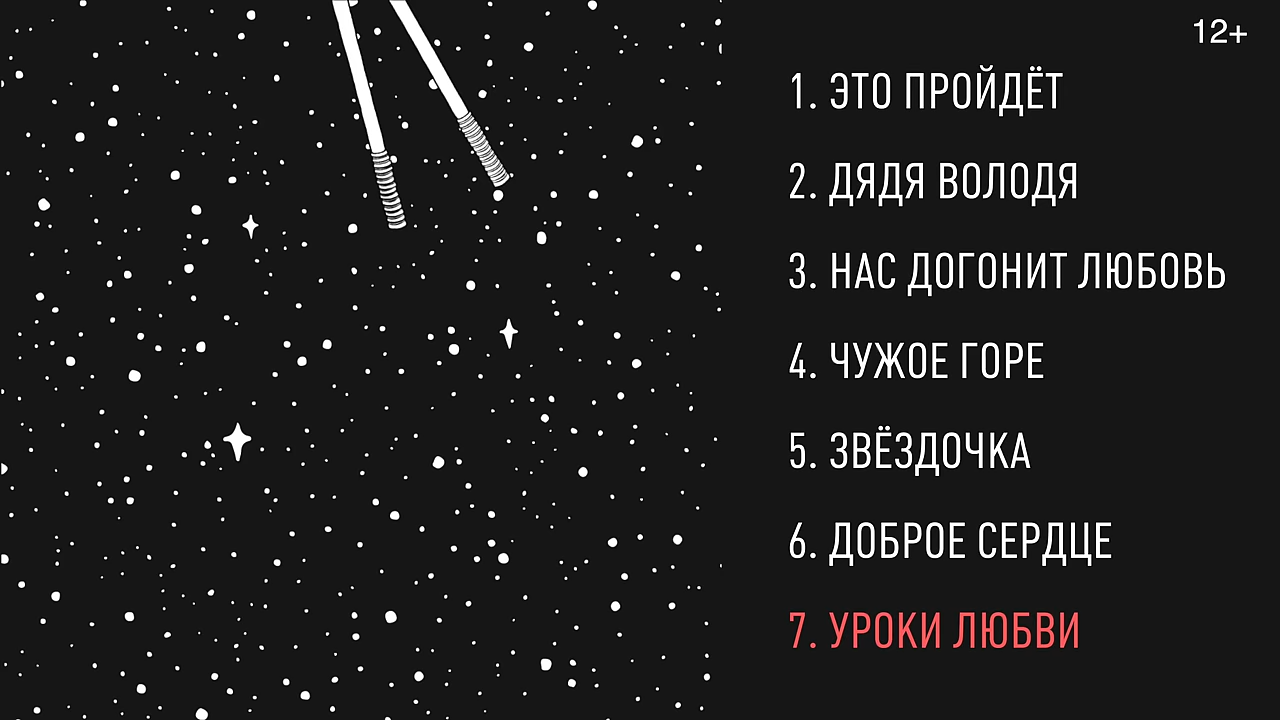 12+
1. ЭТО ПРОЙДЁТ
2. ДЯДЯ ВОЛОДЯ
3. НАС ДОГОНИТ ЛЮБОВЬ
4. ЧУЖОЕ ГОРЕ
5. ЗВЁЗДОЧКА
6. ДОБРОЕ СЕРДЦЕ
7. УРОКИ ЛЮБВИ